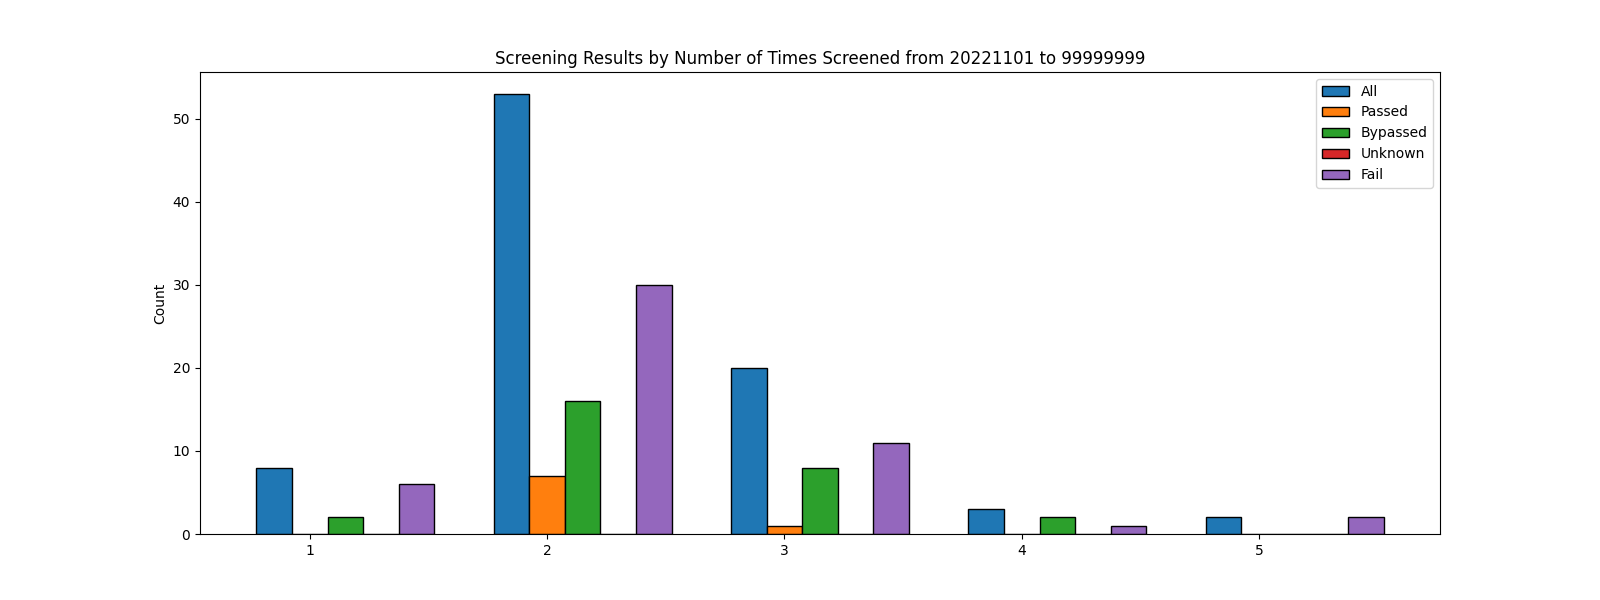 Screening Results by Number of Times Screened from 20221101 to 99999999
All
Passed
Bypassed
Unknown
Fail
Count
50
40
30
20
10
0
1
2
3
4
5